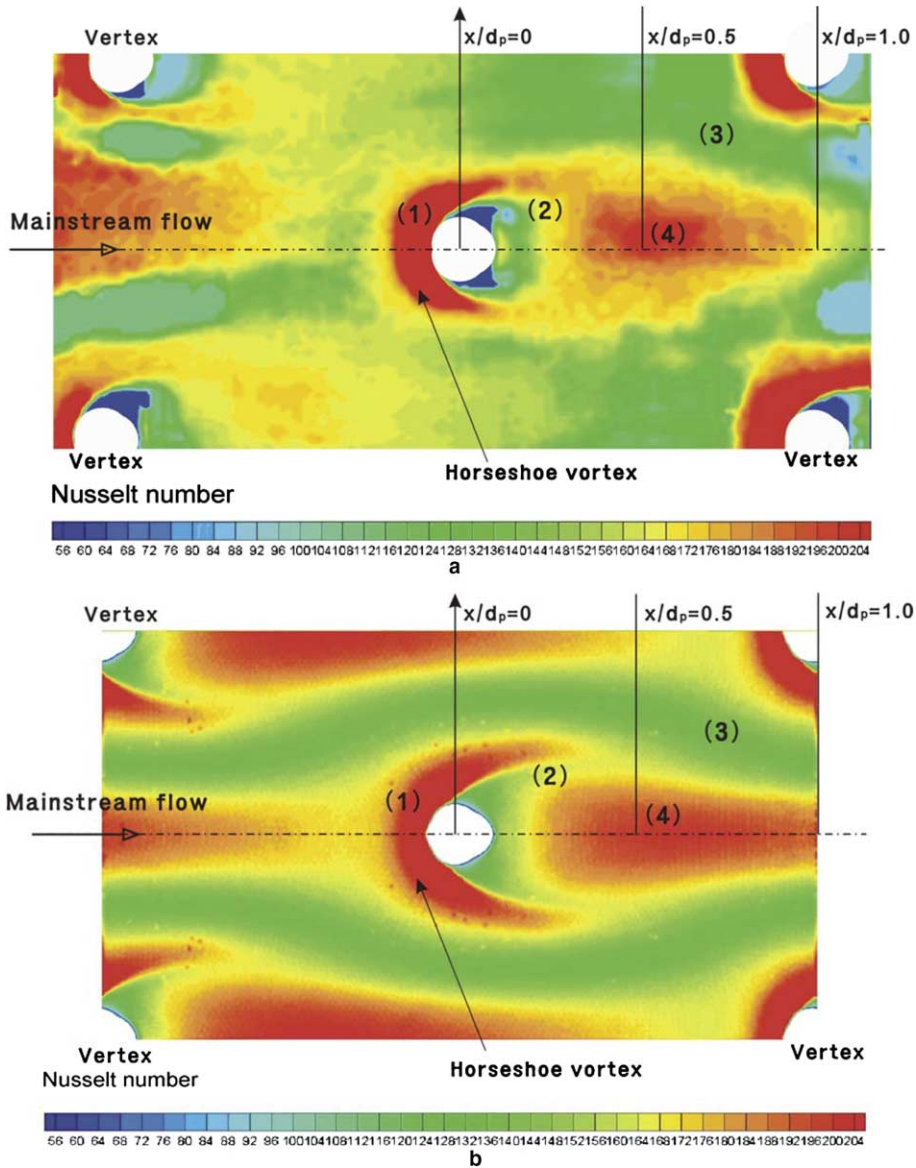 Vertex x/dp=0 x/dp=0.5 x/dp=1.0
(3)
(1) (2)
Mainstream flow (4)
Vertex Horseshoe vortex Vertex
Nusselt number
56 60 64 68 72 76 80 84 88 92 96 100 104 108 112 116 120 124 128 132 136 140 144 148 152 156 160 164 168 172 176 180 184 188 192 196 200 204
a
Vertex x/dp=0 x/dp=0.5 x/dp=1.0
(3)
(2)
Mainstream flow (1) (4)
Vertex Horseshoe vortex Vertex
Nusselt number
56 60 64 68 72 76 80 84 88 92 96 100 104 108 112 116 120 124 128 132 136 140 144 148 152 156 160 164 168 172 176 180 184 188 192 196 200 204
b